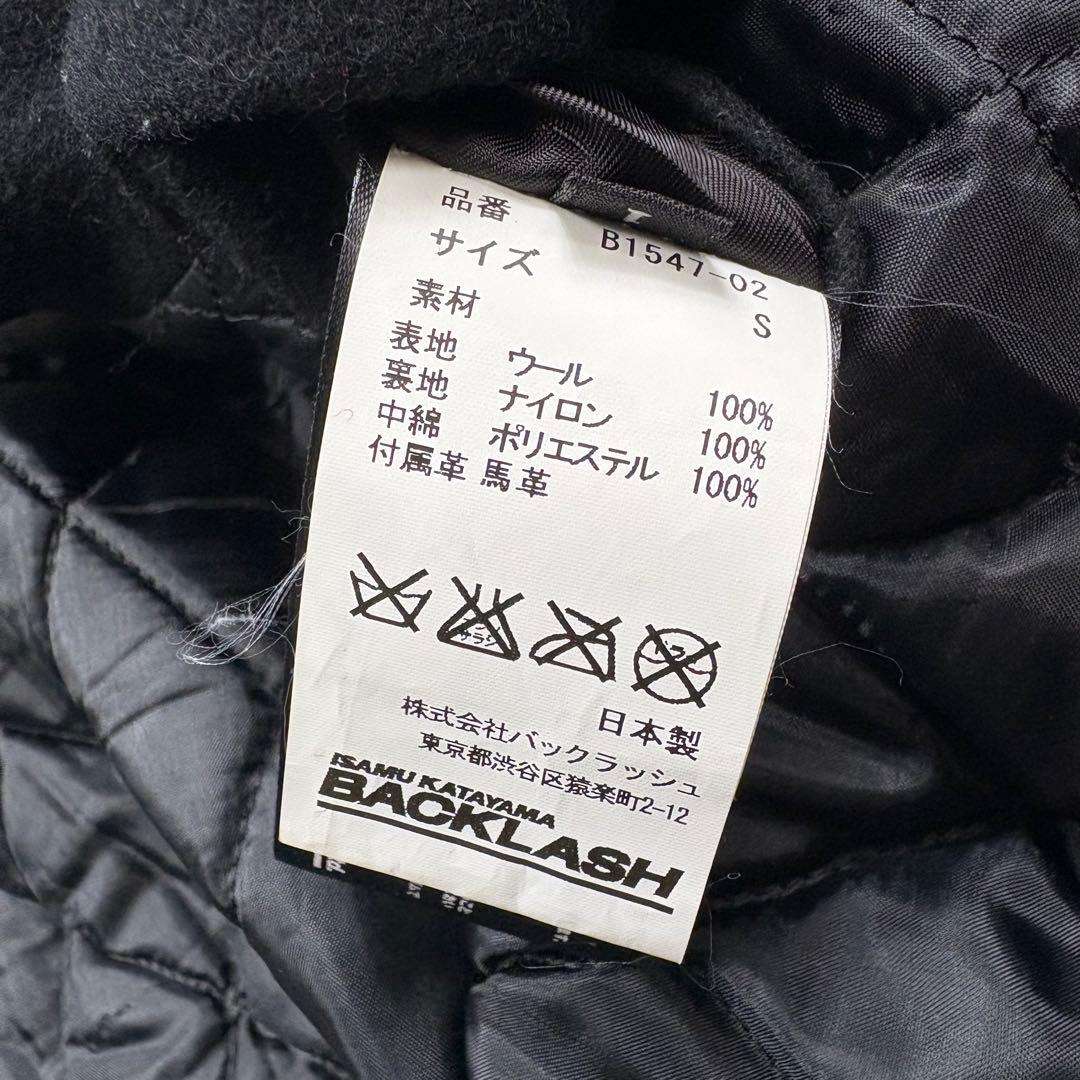 品番 B1547-02
サイズ S
素材
表地 ウール 100%
裏地 ナイロン 100%
中綿 ポリエステル 100%
付属革 馬革
日本製
株式会社バックラッシュ
東京都渋谷区猿楽町2-12
ISAMU KATAYAMA
BACKLASH